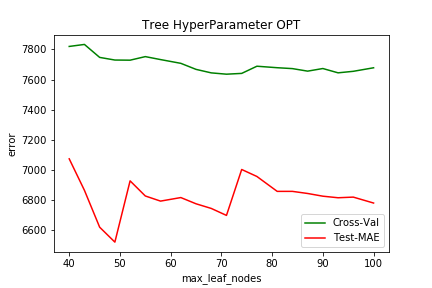 Tree HyperParameter OPT
7800
7600
7400
7200
7000
6800
6600
error
40 50 60 70 80 90 100
max_leaf_nodes
Cross-Val
Test-MAE